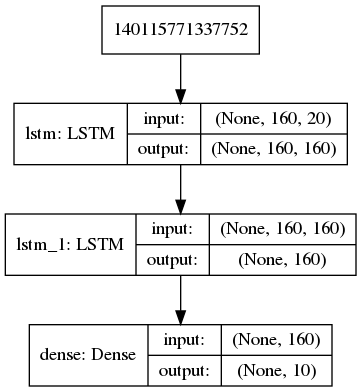 140115771337752
lstm: LSTM
input: (None, 160, 20)
output: (None, 160, 160)
lstm_1: LSTM
input: (None, 160, 160)
output: (None, 160)
dense: Dense
input: (None, 160)
output: (None, 10)